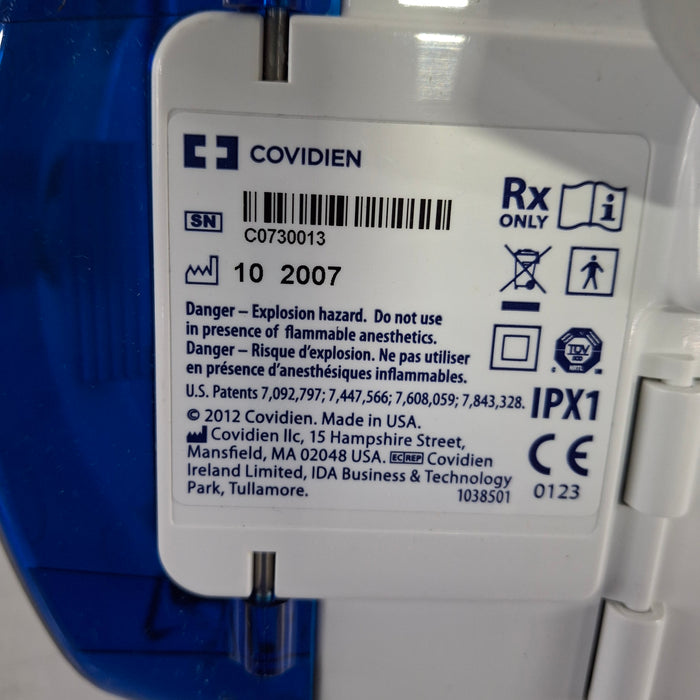 COVIDIEN
SN
C0730013
10 2007
Rx
ONLY
i
Danger – Explosion hazard. Do not use
in presence of flammable anesthetics.
Danger – Risque d'explosion. Ne pas utiliser
en présence d'anesthésiques inflammables.
U.S. Patents 7,092,797; 7,447,566; 7,608,059; 7,843,328.
TÜV
NRTL
IPX1
© 2012 Covidien. Made in USA.
Covidien llc, 15 Hampshire Street,
Mansfield, MA 02048 USA. EC REP Covidien
Ireland Limited, IDA Business & Technology
Park, Tullamore.
1038501
CE
0123